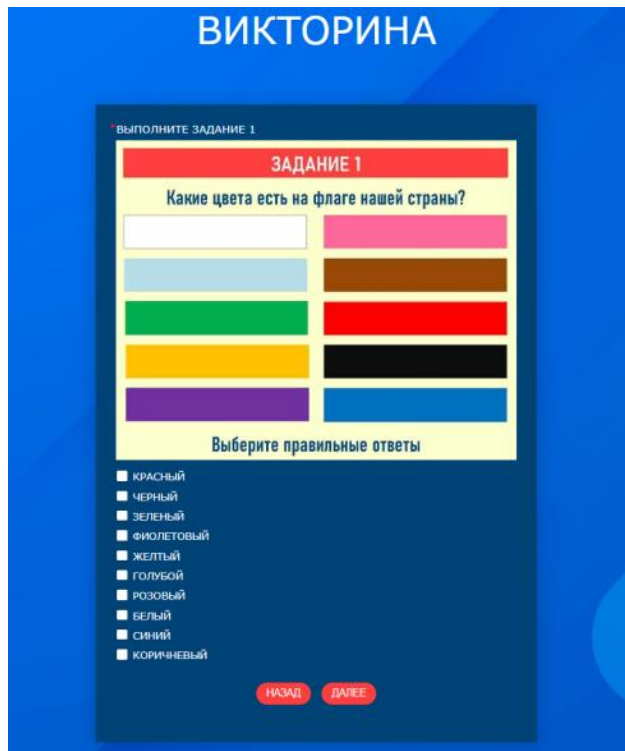 ВИКТОРИНА
*ВЫПОЛНИТЕ ЗАДАНИЕ 1
ЗАДАНИЕ 1
Какие цвета есть на флаге нашей страны?
Выберите правильные ответы
КРАСНЫЙ
ЧЕРНЫЙ
ЗЕЛЕНЫЙ
ФИОЛЕТОВЫЙ
ЖЕЛТЫЙ
ГОЛУБОЙ
РОЗОВЫЙ
БЕЛЫЙ
СИНИЙ
КОРИЧНЕВЫЙ
НАЗАД ДАЛЕЕ